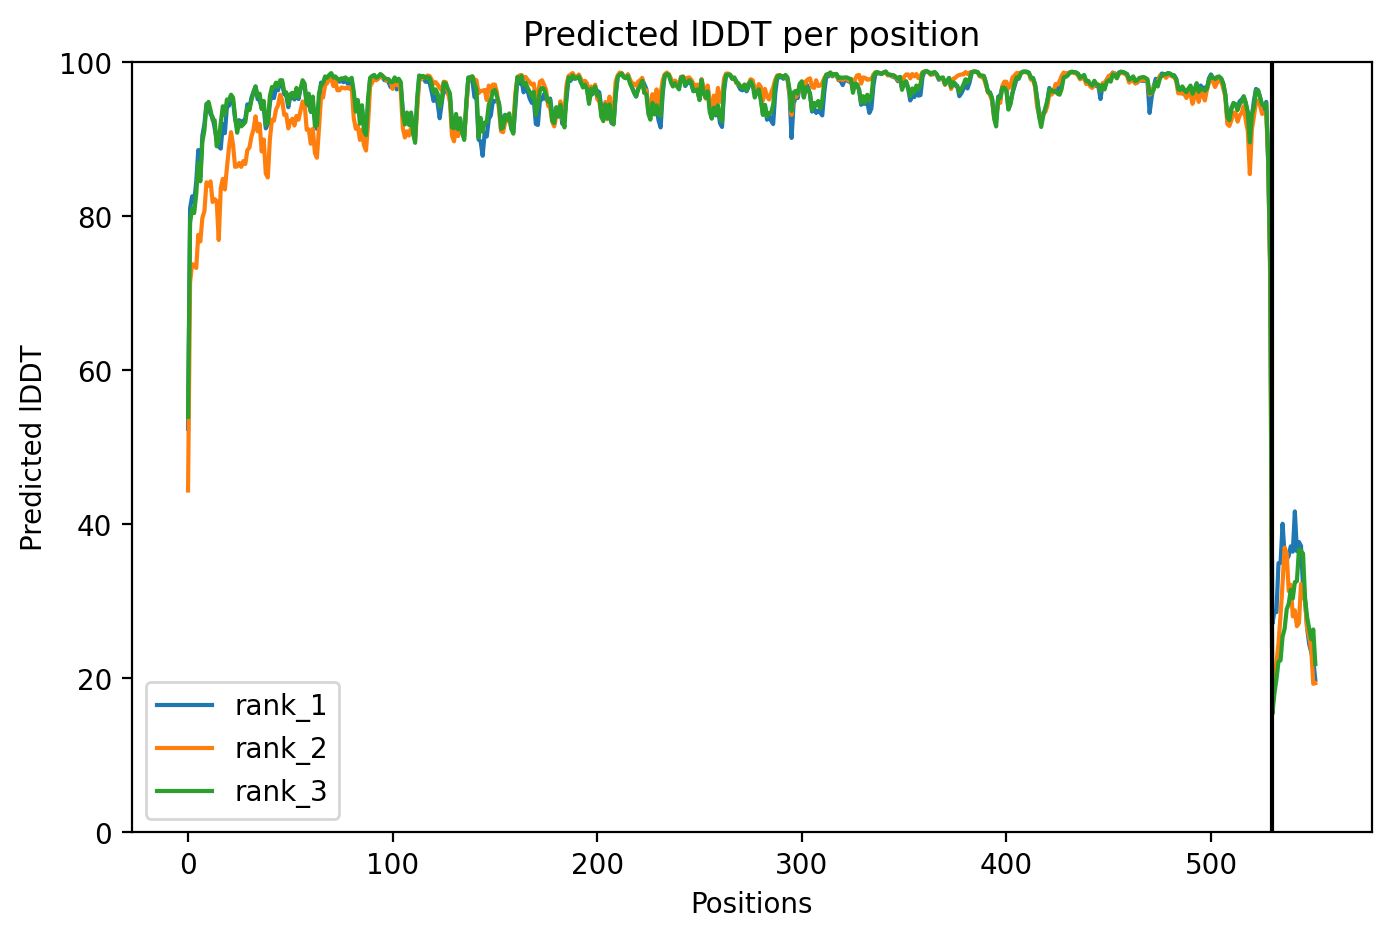 Predicted lDDT per position
Predicted lDDT
100
80
60
40
20
0
rank_1
rank_2
rank_3
0 100 200 300 400 500
Positions